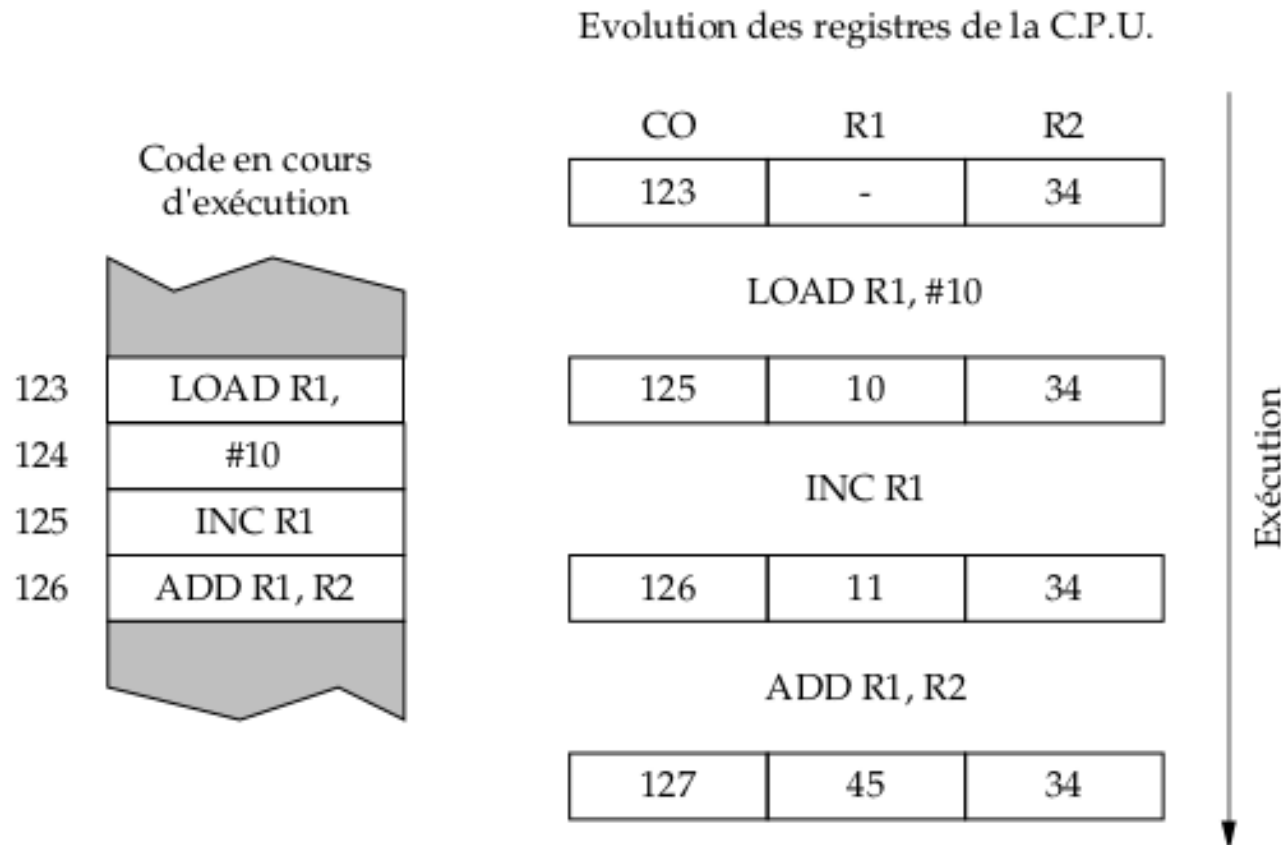 Evolution des registres de la C.P.U.
Code en cours
d'exécution
123 LOAD R1,
124 #10
125 INC R1
126 ADD R1, R2
CO R1 R2
123 - 34
LOAD R1, #10
125 10 34
INC R1
126 11 34
ADD R1, R2
127 45 34
Exécution